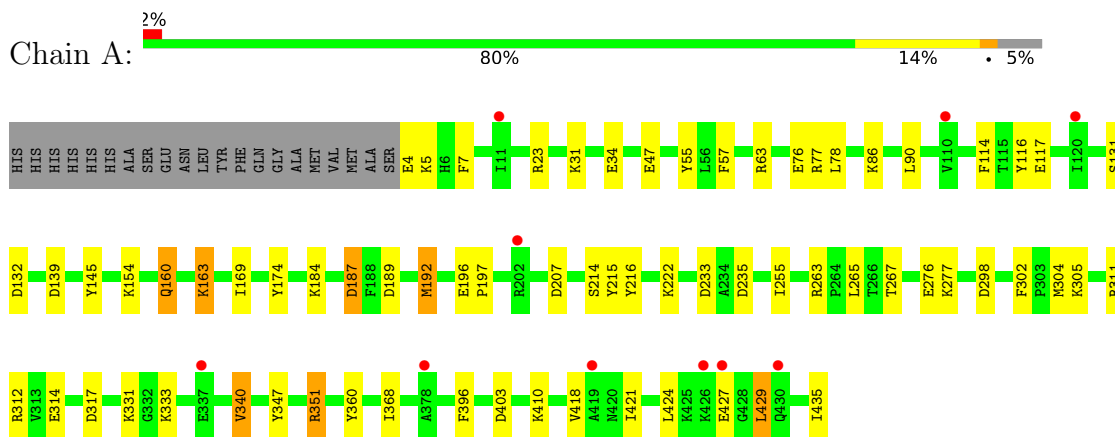 2%
Chain A:
80% 14% • 5%
HIS HIS HIS HIS HIS HIS ALA SER GLU ASN LEU TYR PHE GLN GLY ALA MET VAL MET ALA SER E4 K5 H6 F7 I11 R23 K31 E34 E47 Y55 L56 F57 R63 E76 R77 L78 K86 L90 V110 F114 T115 Y116 E117 I120 S131
D132 D139 Y145 K154 Q160 K163 I169 Y174 K184 D187 F188 D189 M192 E196 P197 R202 D207 S214 Y215 Y216 K222 D233 A234 D235 I255 R263 P264 L265 T266 T267 E276 K277 D298 F302 P303 M304 K305 R311
R312 V313 E314 D317 K331 G332 K333 E337 V340 Y347 R351 Y360 I368 A378 F396 D403 K410 V418 A419 N420 I421 L424 K425 K426 E427 G428 L429 Q430 I435